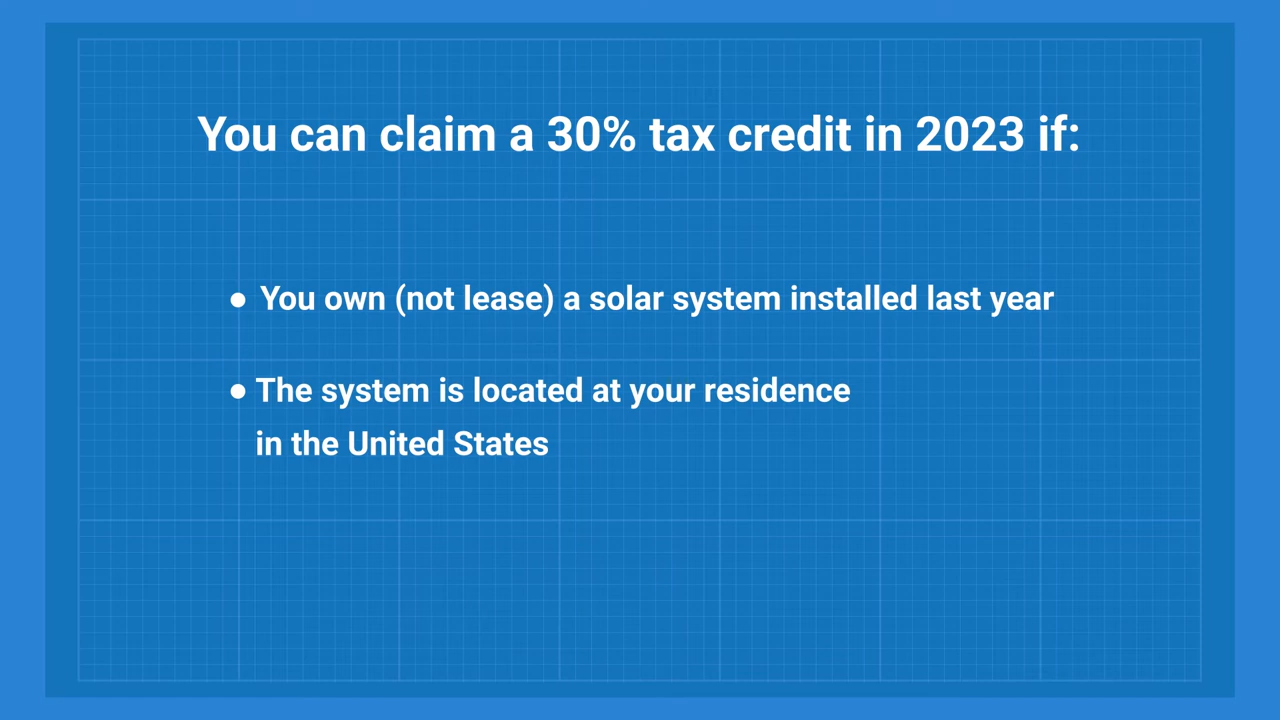 You can claim a 30% tax credit in 2023 if:
● You own (not lease) a solar system installed last year
● The system is located at your residence
in the United States